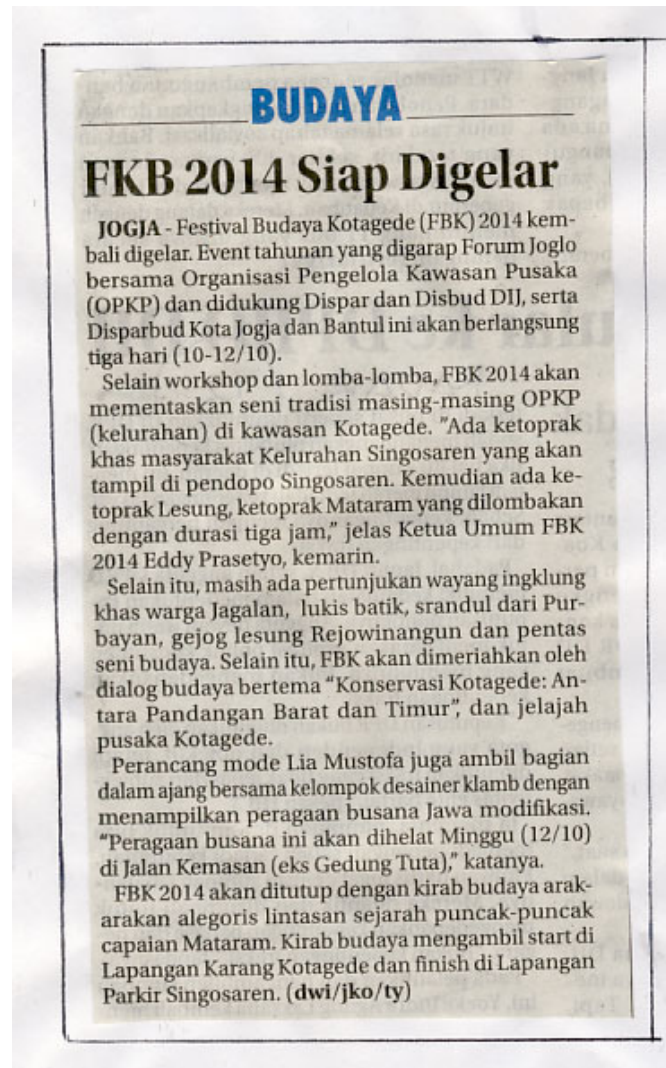 BUDAYA
FKB 2014 Siap Digelar
JOGJA - Festival Budaya Kotagede (FBK) 2014 kem-
bali digelar. Event tahunan yang digarap Forum Joglo
bersama Organisasi Pengelola Kawasan Pusaka
(OPKP) dan didukung Dispar dan Disbud DIJ, serta
Disparbud Kota Jogja dan Bantul ini akan berlangsung
tiga hari (10-12/10).
Selain workshop dan lomba-lomba, FBK 2014 akan
mementaskan seni tradisi masing-masing OPKP
(kelurahan) di kawasan Kotagede. "Ada ketoprak
khas masyarakat Kelurahan Singosaren yang akan
tampil di pendopo Singosaren. Kemudian ada ke-
toprak Lesung, ketoprak Mataram yang dilombakan
dengan durasi tiga jam," jelas Ketua Umum FBK
2014 Eddy Prasetyo, kemarin.
Selain itu, masih ada pertunjukan wayang ingklung
khas warga Jagalan, lukis batik, srandul dari Pur-
bayan, gejog lesung Rejowinangun dan pentas
seni budaya. Selain itu, FBK akan dimeriahkan oleh
dialog budaya bertema "Konservasi Kotagede: An-
tara Pandangan Barat dan Timur", dan jelajah
pusaka Kotagede.
Perancang mode Lia Mustofa juga ambil bagian
dalam ajang bersama kelompok desainer klamb dengan
menampilkan peragaan busana Jawa modifikasi.
"Peragaan busana ini akan dihelat Minggu (12/10)
di Jalan Kemasan (eks Gedung Tuta)," katanya.
FBK 2014 akan ditutup dengan kirab budaya arak-
arakan alegoris lintasan sejarah puncak-puncak
capaian Mataram. Kirab budaya mengambil start di
Lapangan Karang Kotagede dan finish di Lapangan
Parkir Singosaren. (dwi/jko/ty)